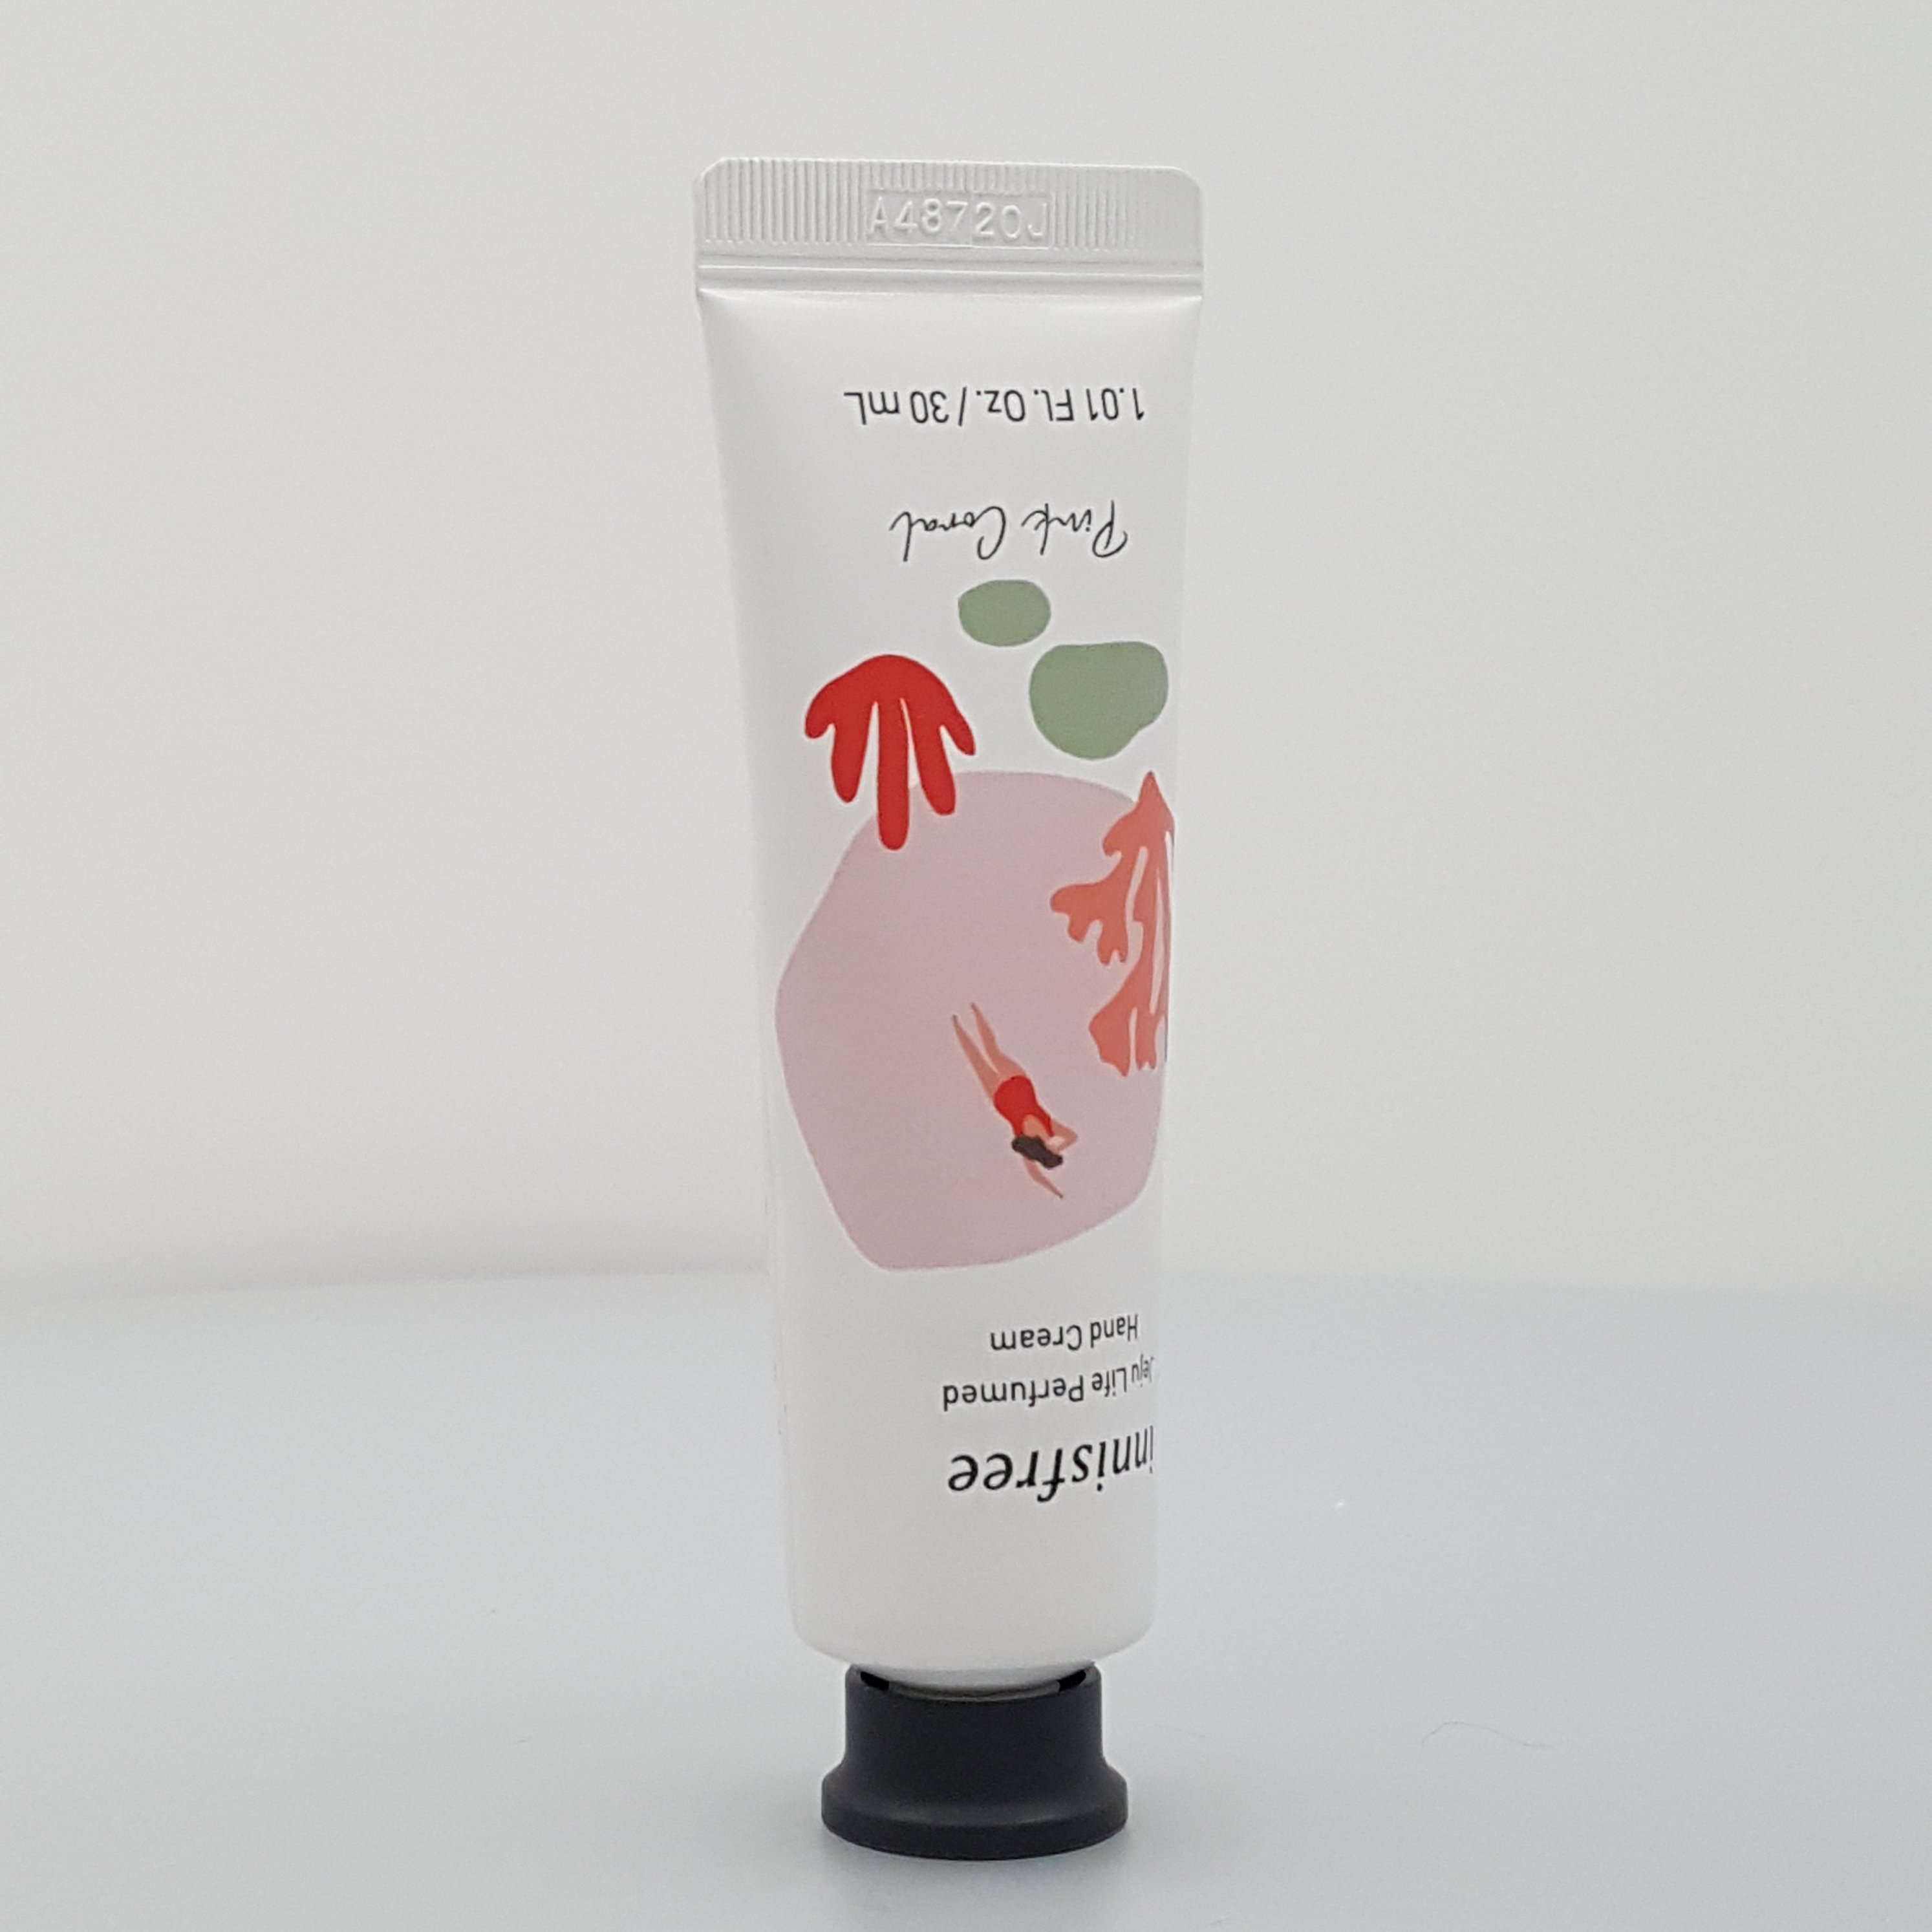 A48720J
innisfree
Jeju Life Perfumed
Hand Cream
Pink Coral
1.01 FL. Oz. / 30 mL